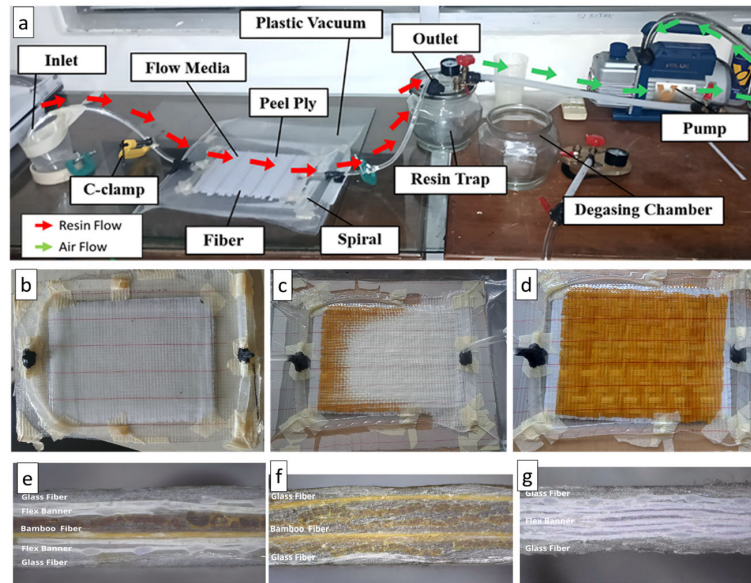 a
Plastic Vacuum
Outlet
Inlet
Flow Media
Peel Ply
Pump
C-clamp
Resin Trap
Degasing Chamber
Fiber
Spiral
Resin Flow
Air Flow
b
c
d
e
Glass Fiber
Flex Banner
Bamboo Fiber
Flex Banner
Glass Fiber
f
Glass Fiber
Bamboo Fiber
Glass Fiber
g
Glass Fiber
Flex Banner
Glass Fiber